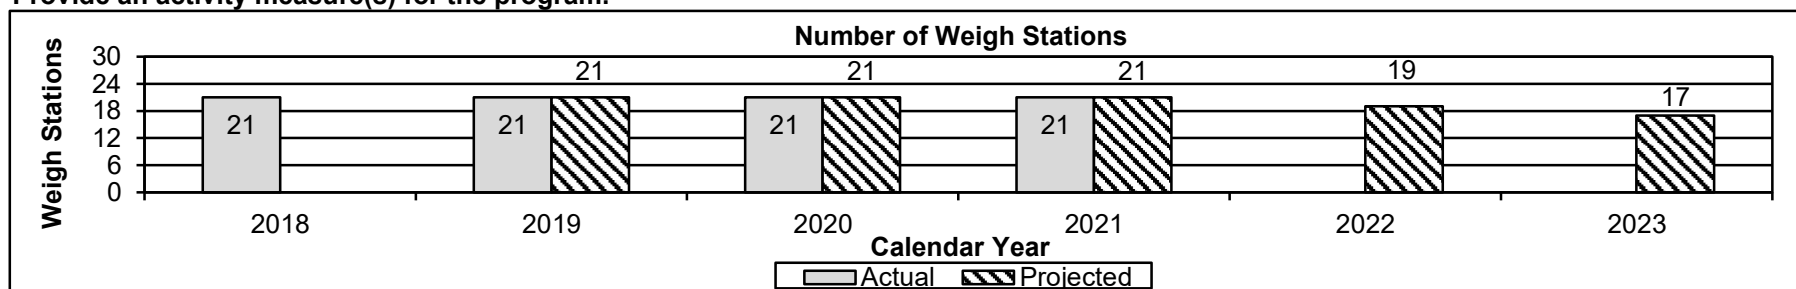 Provide an activity measure(s) for the program.
Number of Weigh Stations
Weigh Stations
30
24
18
12
6
0
21
21
21
21
21
21
21
19
17
2018 2019 2020 2021 2022 2023
Calendar Year
Actual Projected